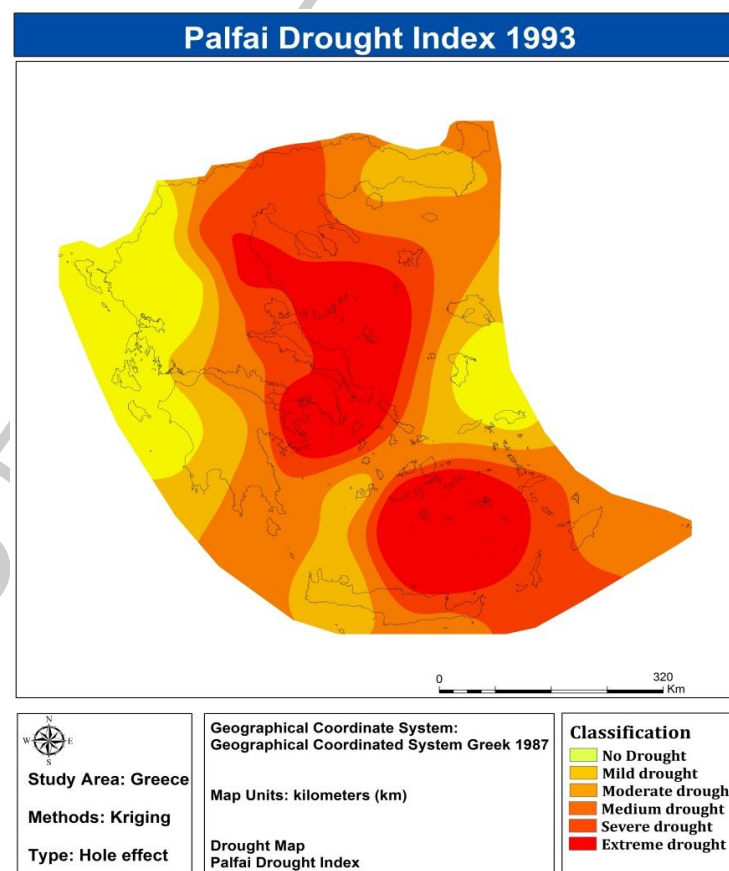 Palfai Drought Index 1993
0 320
Km
N
W E
S
Study Area: Greece
Methods: Kriging
Type: Hole effect
Geographical Coordinate System:
Geographical Coordinated System Greek 1987
Map Units: kilometers (km)
Drought Map
Palfai Drought Index
Classification
No Drought
Mild drought
Moderate drough
Medium drought
Severe drought
Extreme drought